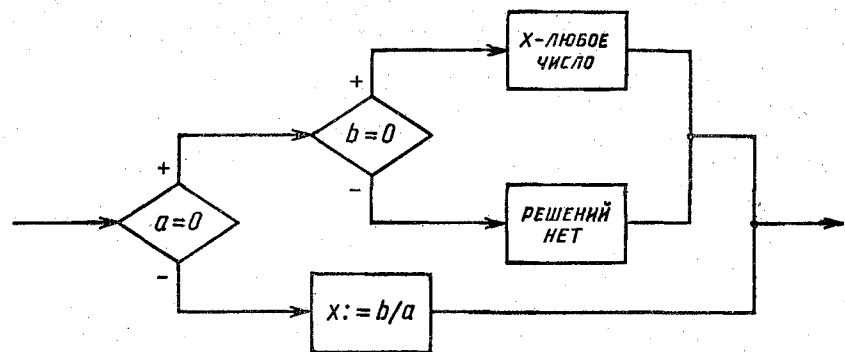 X-ЛЮБОЕ
ЧИСЛО
+
b=0
+
-
a=0
РЕШЕНИЙ
НЕТ
-
x:=b/a